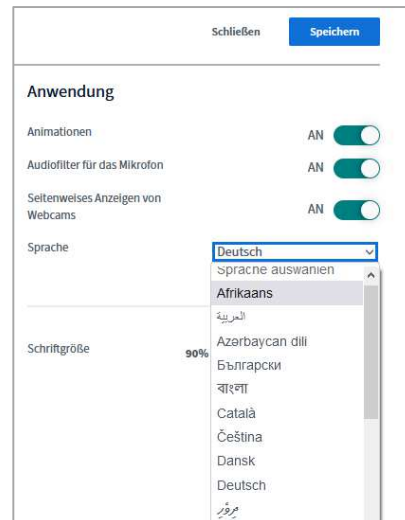 Schließen
Speichern
Anwendung
Animationen
AN
Audiofilter für das Mikrofon
AN
Seitenweises Anzeigen von
Webcams
AN
Sprache
Deutsch
Sprache auswählen
Afrikaans
العربية
Azərbaycan dili
Български
বাংলা
Català
Čeština
Dansk
Deutsch
Schriftgröße
90%